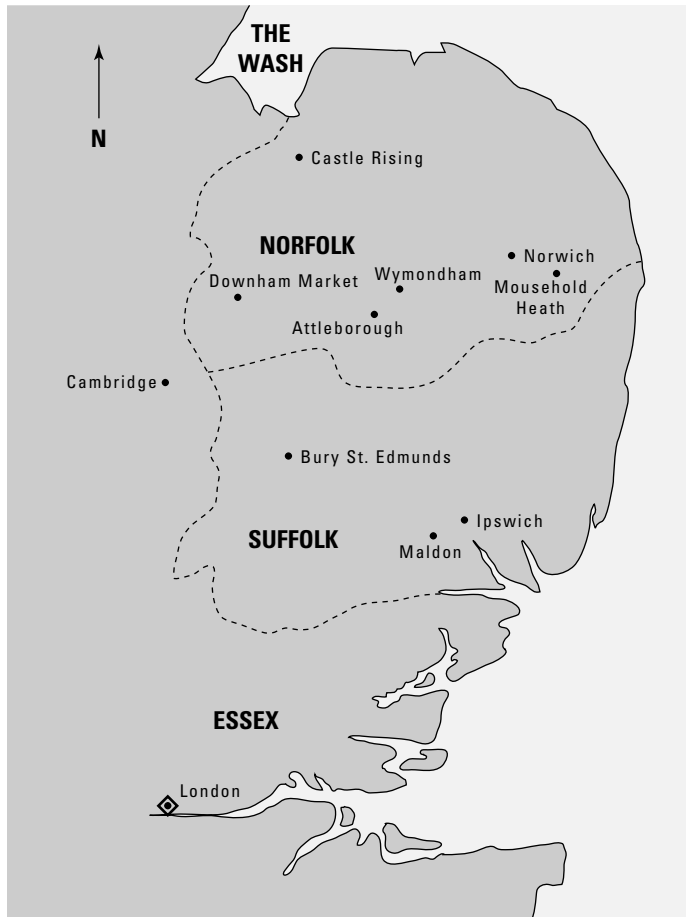 THE
WASH
N
Castle Rising
NORFOLK
Norwich
Downham Market
Wymondham
Mousehold
Heath
Attleborough
Cambridge
Bury St. Edmunds
Ipswich
SUFFOLK
Maldon
ESSEX
London